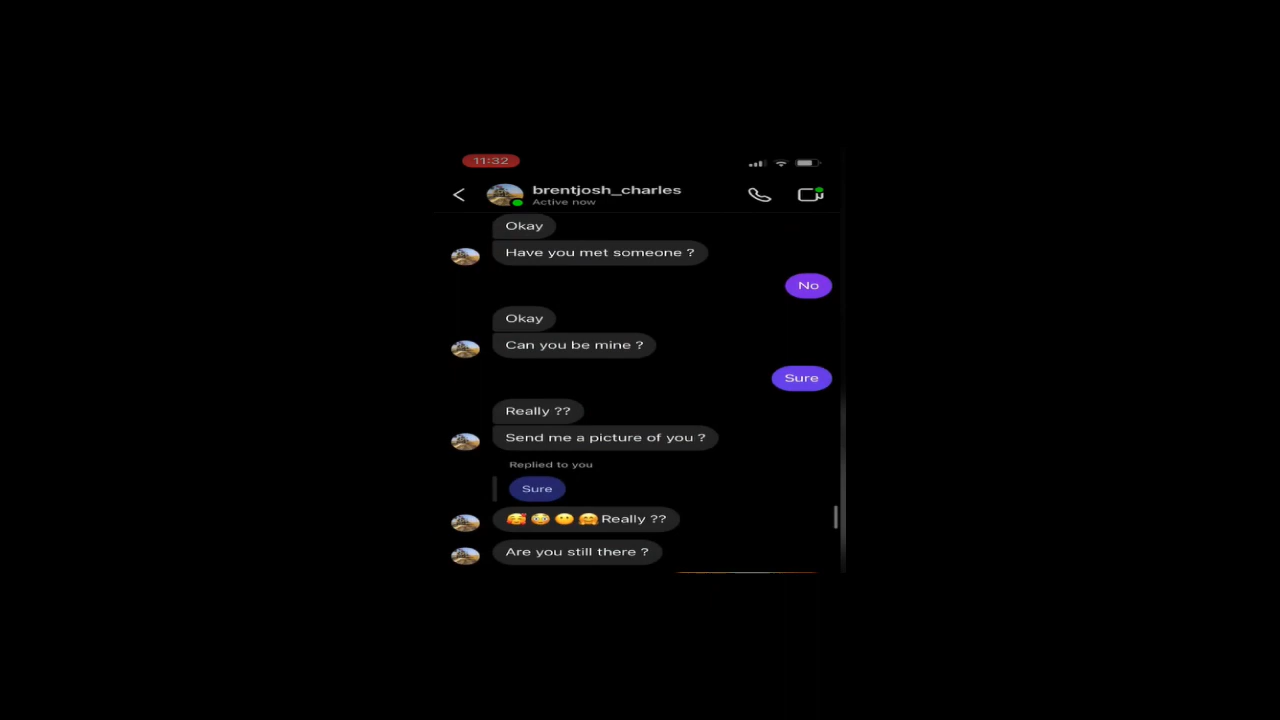 11:32
brentjosh_charles
Active now
Okay
Have you met someone ?
No
Okay
Can you be mine ?
Sure
Really ??
Send me a picture of you ?
Replied to you
Sure
🥰😳😶🤗Really ??
Are you still there ?